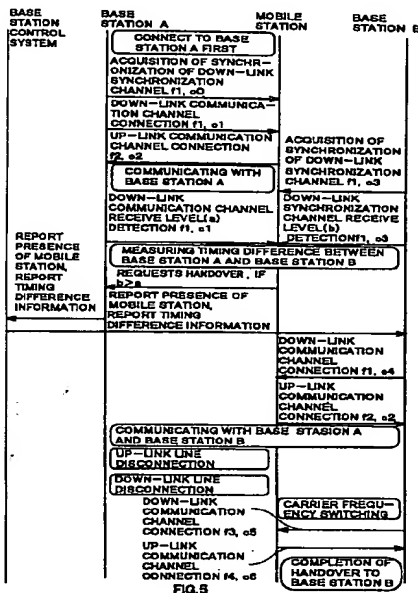 BASE
STATION
CONTROL
SYSTEM
BASE
STATION A
MOBILE
STATION
BASE
STATION B
CONNECT TO BASE
STATION A FIRST
ACQUISITION OF SYNCHR-
ONIZATION OF DOWN-LINK
SYNCHRONIZATION
CHANNEL f1, c0
DOWN-LINK COMMUNICA-
TION CHANNEL
CONNECTION f1, c1
UP-LINK COMMUNICATION
CHANNEL CONNECTION
f2, c2
ACQUISITION OF
SYNCHRONIZATION
OF DOWN-LINK
SYNCHRONIZATION
CHANNEL f1, c3
COMMUNICATING WITH
BASE STATION A
DOWN-LINK
COMMUNICATION CHANNEL
RECEIVE LEVEL(a)
DETECTION f1, c1
DOWN-LINK
SYNCHRONIZATION
CHANNEL RECEIVE
LEVEL(b)
DETECTIONf1, c3
MEASURING TIMING DIFFERENCE BETWEEN
BASE STATION A AND BASE STATION B
REPORT
PRESENCE
OF MOBILE
STATION,
REPORT
TIMING
DIFFERENCE
INFORMATION
REQUESTS HANDOVER, IF
b>a
REPORT PRESENCE OF
MOBILE STATION,
REPORT TIMING
DIFFERENCE INFORMATION
DOWN-LINK
COMMUNICATION
CHANNEL
CONNECTION f1, c4
UP-LINK
COMMUNICATION
CHANNEL
CONNECTION f2, c2
COMMUNICATING WITH BASE STASION A
AND BASE STATION B
UP-LINK LINE
DISCONNECTION
DOWN-LINK LINE
DISCONNECTION
DOWN-LINK
COMMUNICATION
CHANNEL
CONNECTION f3, c5
CARRIER FREQU-
ENCY SWITCHING
UP-LINK
COMMUNICATION
CHANNEL
CONNECTION f4, c6
COMPLETION OF
HANDOVER TO
BASE STATION B
FIG.5